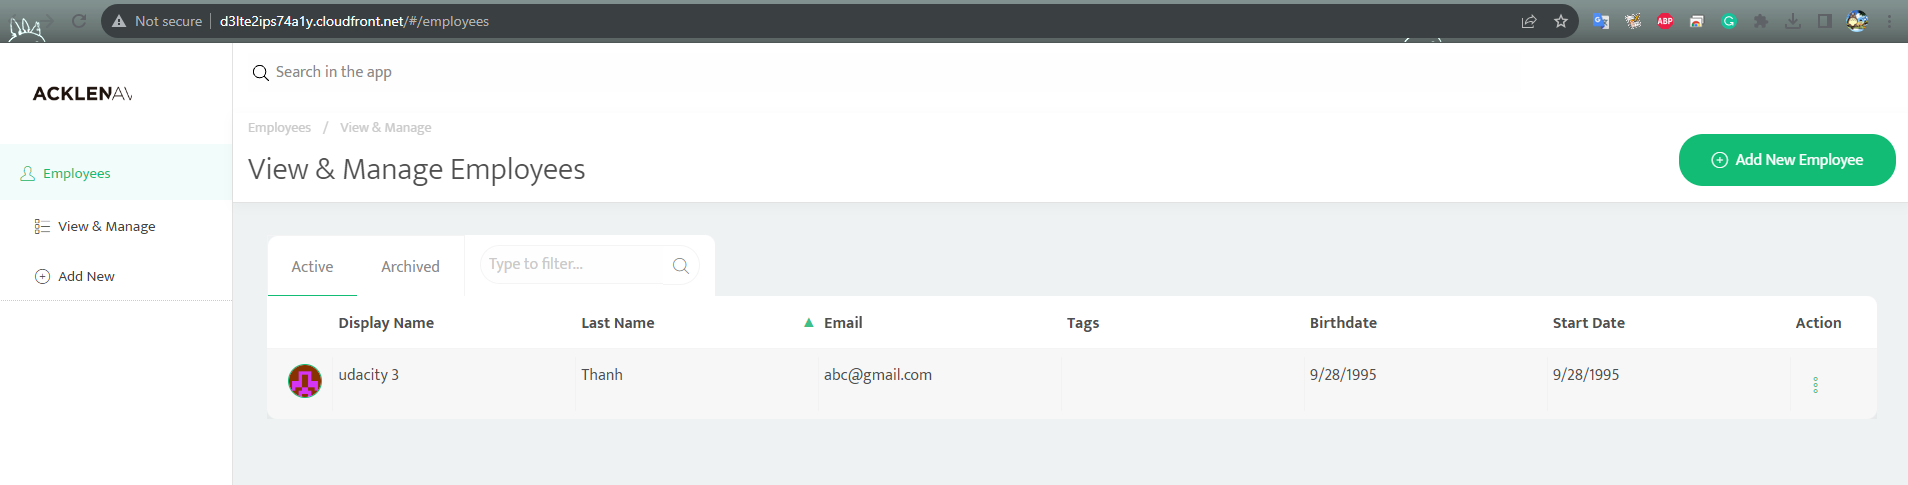 Not secure d3lte2ips74a1y.cloudfront.net/#/employees
ABP
G
Search in the app
ACKLENAV
Employees / View & Manage
View & Manage Employees
Add New Employee
Employees
View & Manage
Add New
Active Archived Type to filter...
Display Name Last Name Email Tags Birthdate Start Date Action
udacity 3 Thanh abc@gmail.com 9/28/1995 9/28/1995